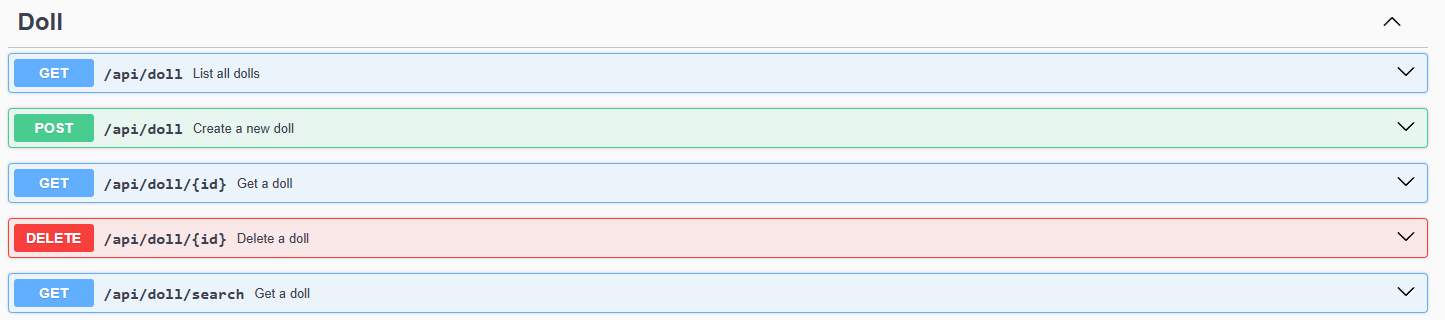 Doll
GET /api/doll List all dolls
POST /api/doll Create a new doll
GET /api/doll/{id} Get a doll
DELETE /api/doll/{id} Delete a doll
GET /api/doll/search Get a doll